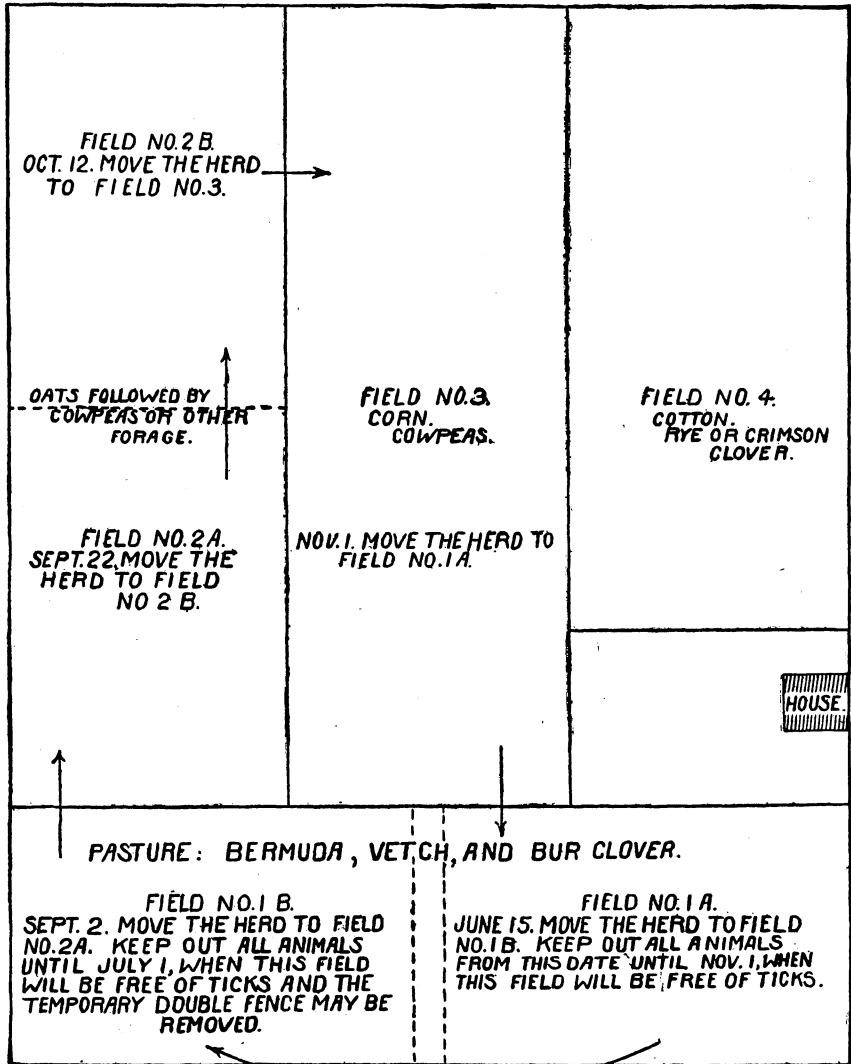 FIELD NO. 2 B.
OCT. 12. MOVE THE HERD
TO FIELD NO. 3.
OATS FOLLOWED BY
COWPEAS OR OTHER
FORAGE.
FIELD NO. 2 A.
SEPT. 22, MOVE THE
HERD TO FIELD
NO 2 B.
FIELD NO. 3.
CORN.
COWPEAS.
NOV. 1. MOVE THE HERD TO
FIELD NO. 1 A.
FIELD NO. 4.
COTTON.
RYE OR CRIMSON
CLOVER.
HOUSE.
PASTURE: BERMUDA, VETCH, AND BUR CLOVER.
FIELD NO. 1 B.
SEPT. 2. MOVE THE HERD TO FIELD
NO. 2A. KEEP OUT ALL ANIMALS
UNTIL JULY 1, WHEN THIS FIELD
WILL BE FREE OF TICKS AND THE
TEMPORARY DOUBLE FENCE MAY BE
REMOVED.
FIELD NO. 1 A.
JUNE 15. MOVE THE HERD TO FIELD
NO. 1B. KEEP OUT ALL ANIMALS
FROM THIS DATE UNTIL NOV. 1, WHEN
THIS FIELD WILL BE FREE OF TICKS.